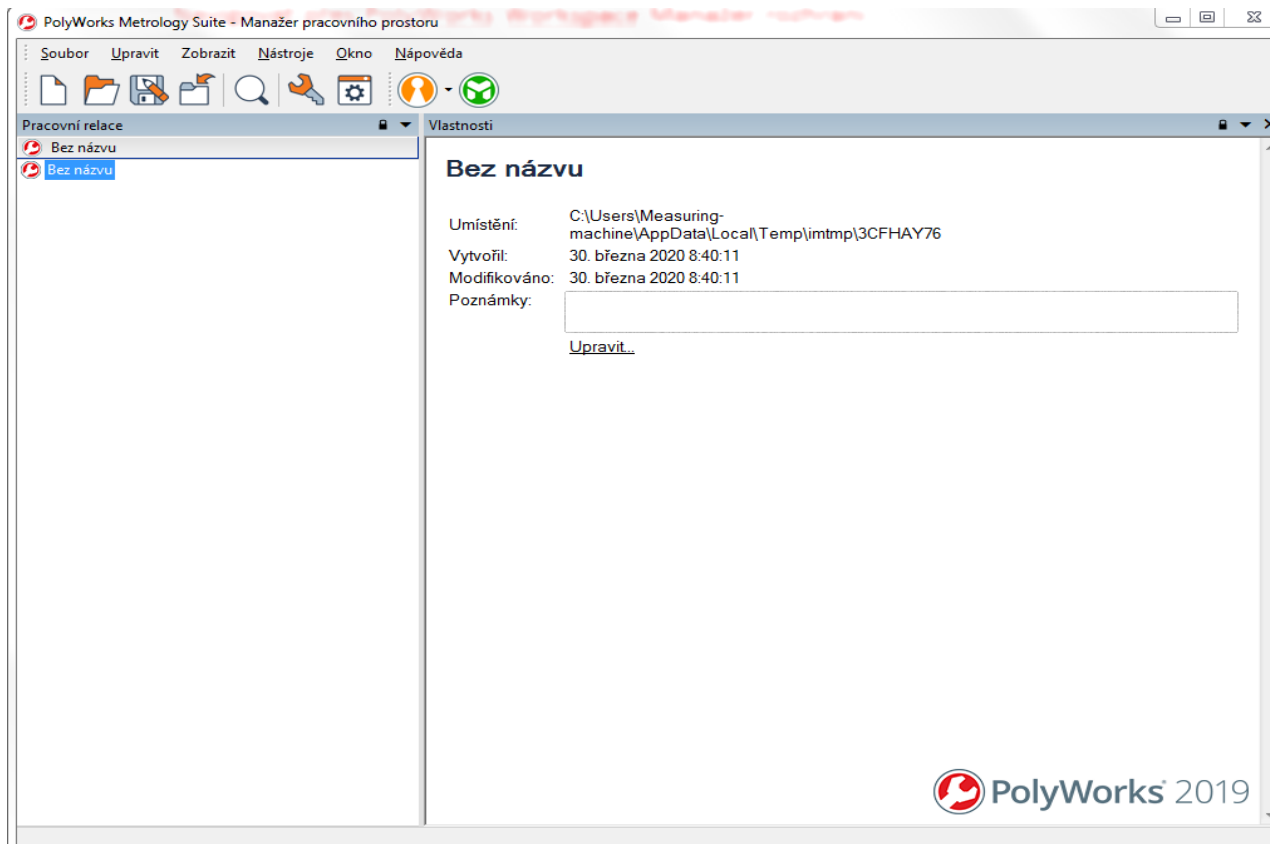 PolyWorks Metrology Suite - Manažer pracovního prostoru
Soubor Upravit Zobrazit Nástroje Okno Nápověda
Pracovní relace
Vlastnosti
Bez názvu
Bez názvu
Bez názvu
Umístění: C:\Users\Measuring-
machine\AppData\Local\Temp\imtmp\3CFHAY76
Vytvořil: 30. března 2020 8:40:11
Modifikováno: 30. března 2020 8:40:11
Poznámky:
Upravit...
PolyWorks 2019